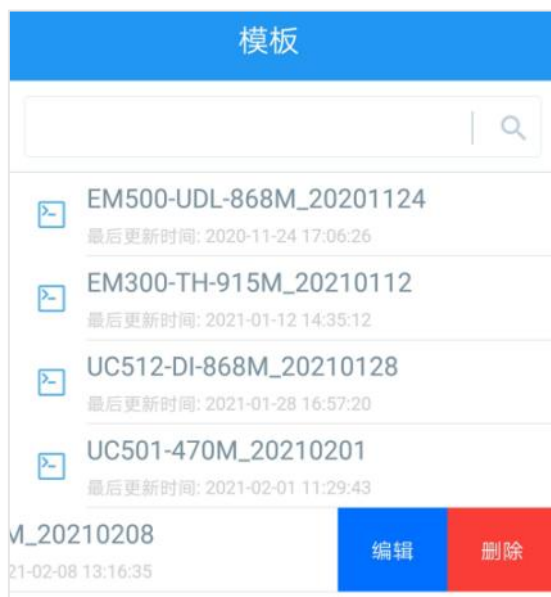 模板
EM500-UDL-868M_20201124
最后更新时间: 2020-11-24 17:06:26
EM300-TH-915M_20210112
最后更新时间: 2021-01-12 14:35:12
UC512-DI-868M_20210128
最后更新时间: 2021-01-28 16:57:20
UC501-470M_20210201
最后更新时间: 2021-02-01 11:29:43
M_20210208
21-02-08 13:16:35
编辑
删除